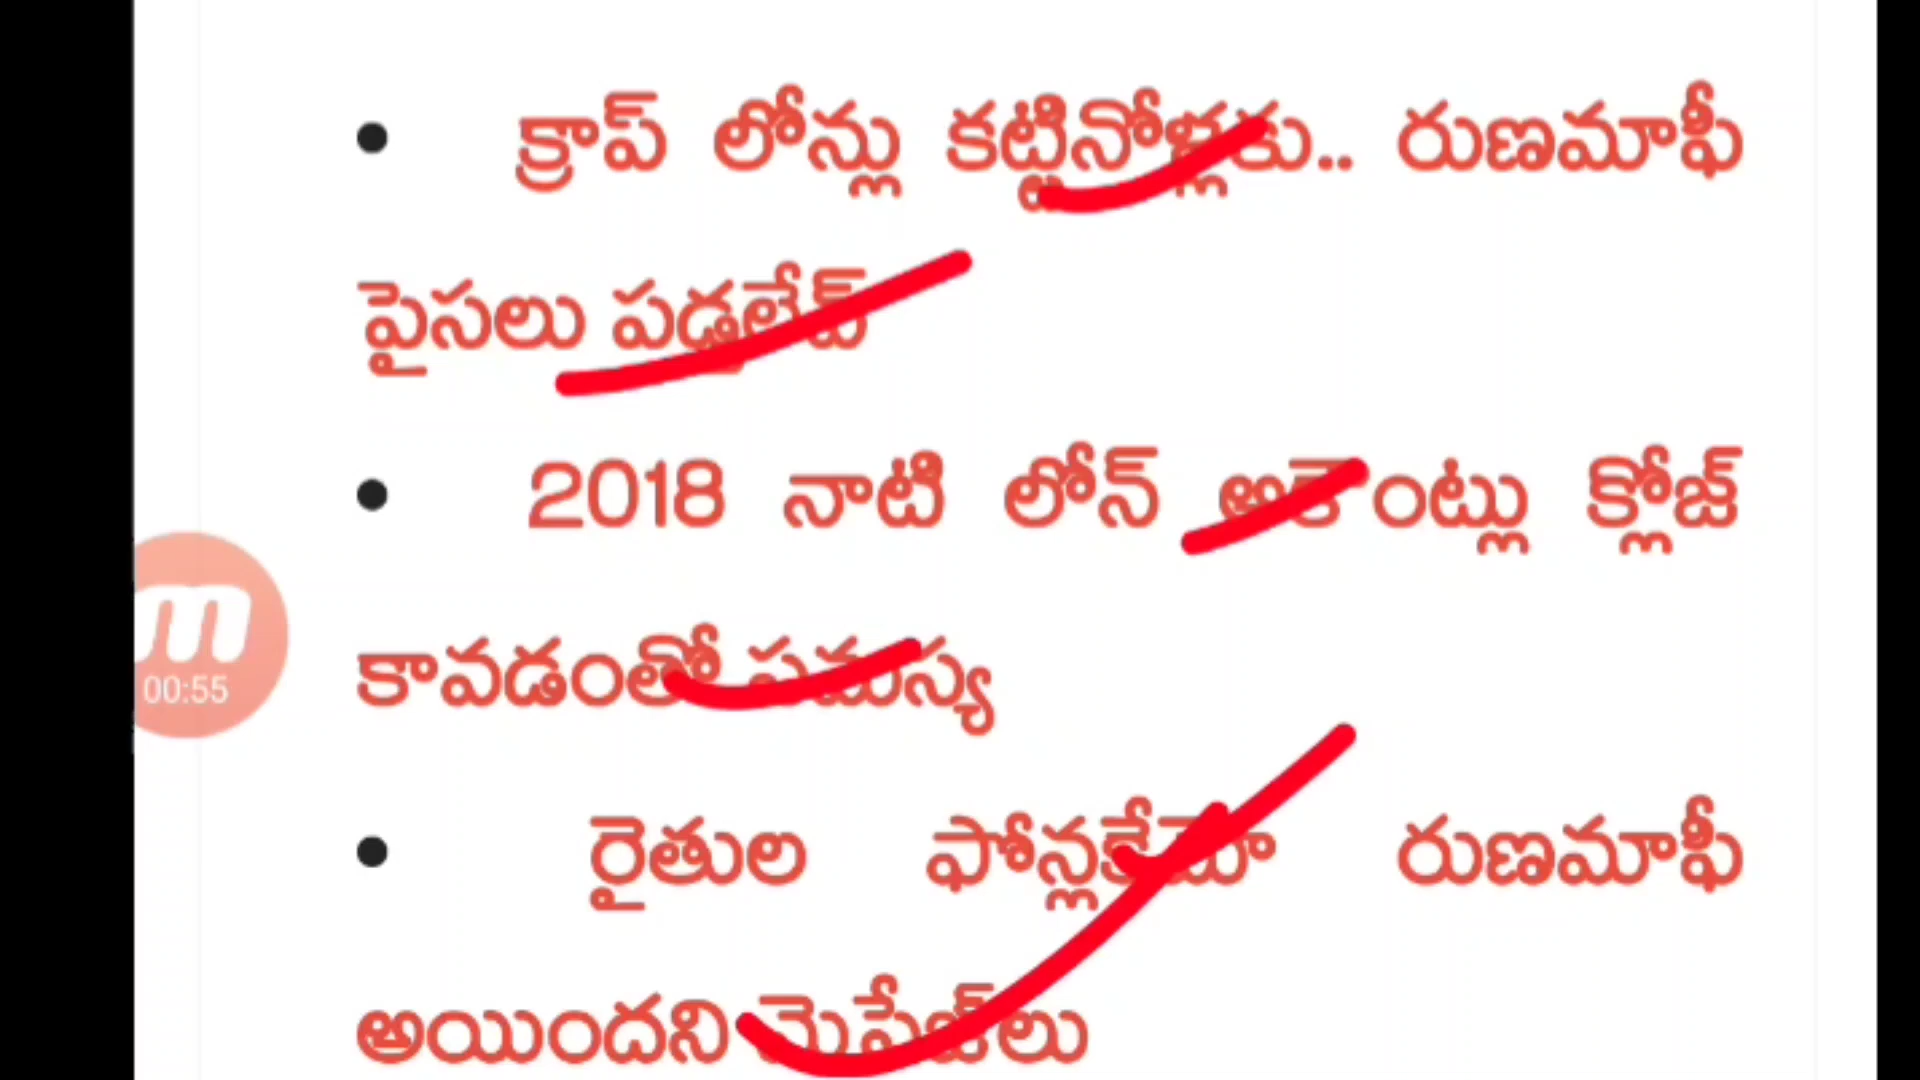 • క్రాప్ లోన్లు కట్టినోళ్లకు.. రుణమాఫీ
పైసలు పడ్తలేవ్
• 2018 నాటి లోన్ అకౌంట్లు క్లోజ్
కావడంతో సమస్య
m
00:55
• రైతుల ఫోన్లకేమో రుణమాఫీ
అయిందని మెసేజ్‌లు